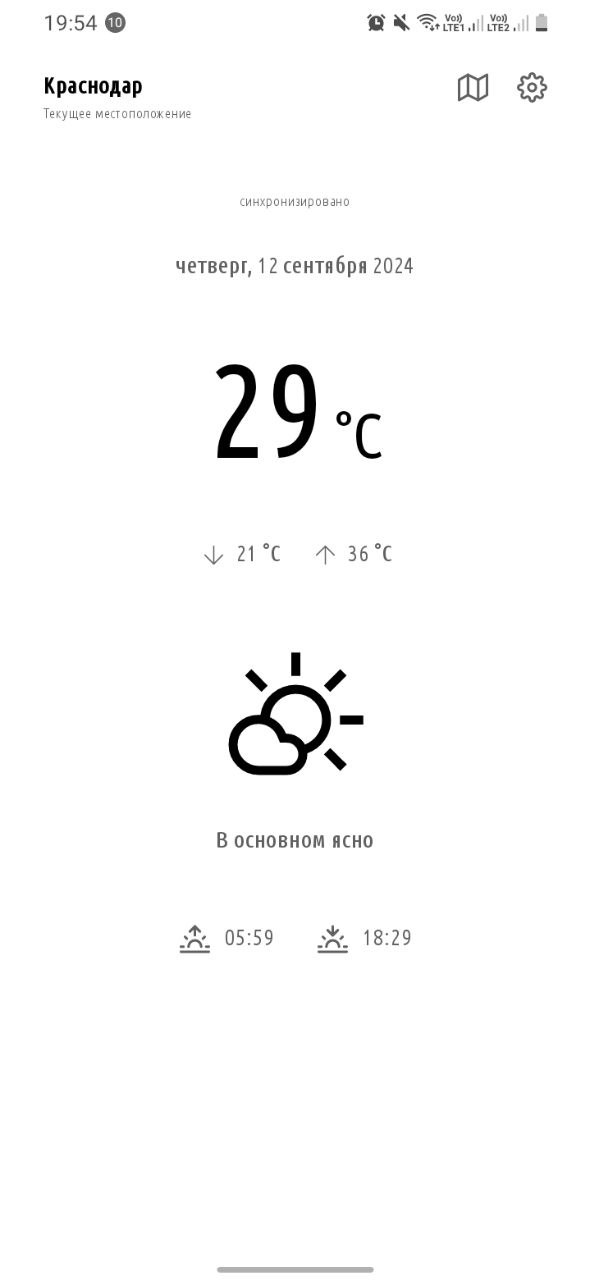 19:54 10 Vo)) LTE1 Vo)) LTE2
Краснодар
Текущее местоположение
синхронизировано
четверг, 12 сентября 2024
29 °C
21 °C 36 °C
В основном ясно
05:59 18:29